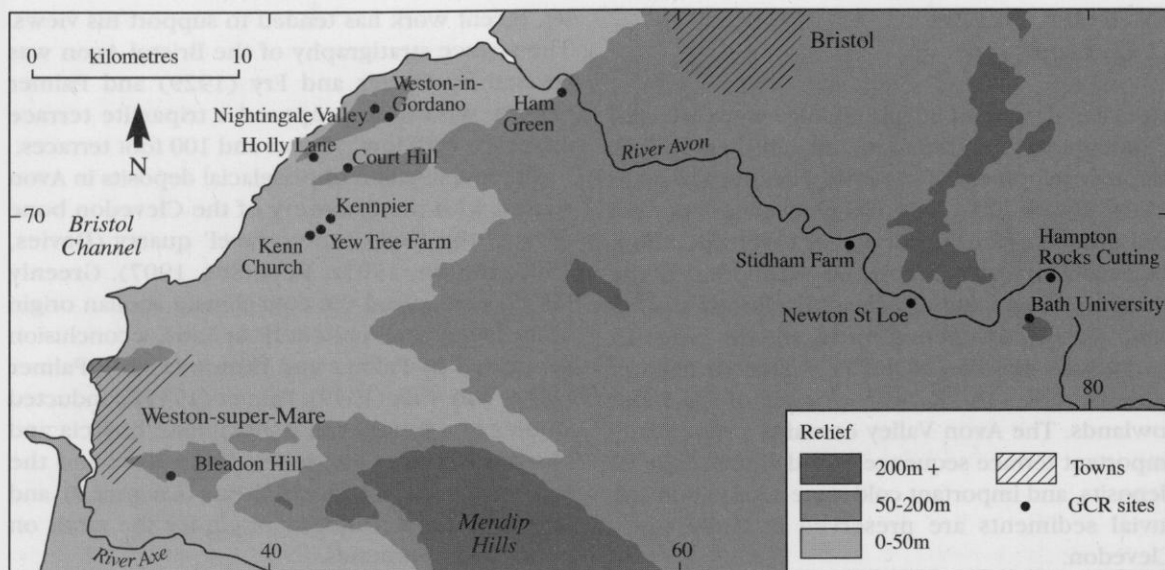 0 kilometres 10
Bristol
Weston-in-
Gordano
Nightingale Valley
Ham
Green
Holly Lane
Court Hill
River Avon
N
70
Kennpier
Bristol
Channel
Kenn
Church
Yew Tree Farm
Stidham Farm
Hampton
Rocks Cutting
Newton St Loe
Bath University
80
Weston-super-Mare
Bleadon Hill
Mendip
Hills
River Axe
40
60
Relief
200m +
50-200m
0-50m
Towns
GCR sites